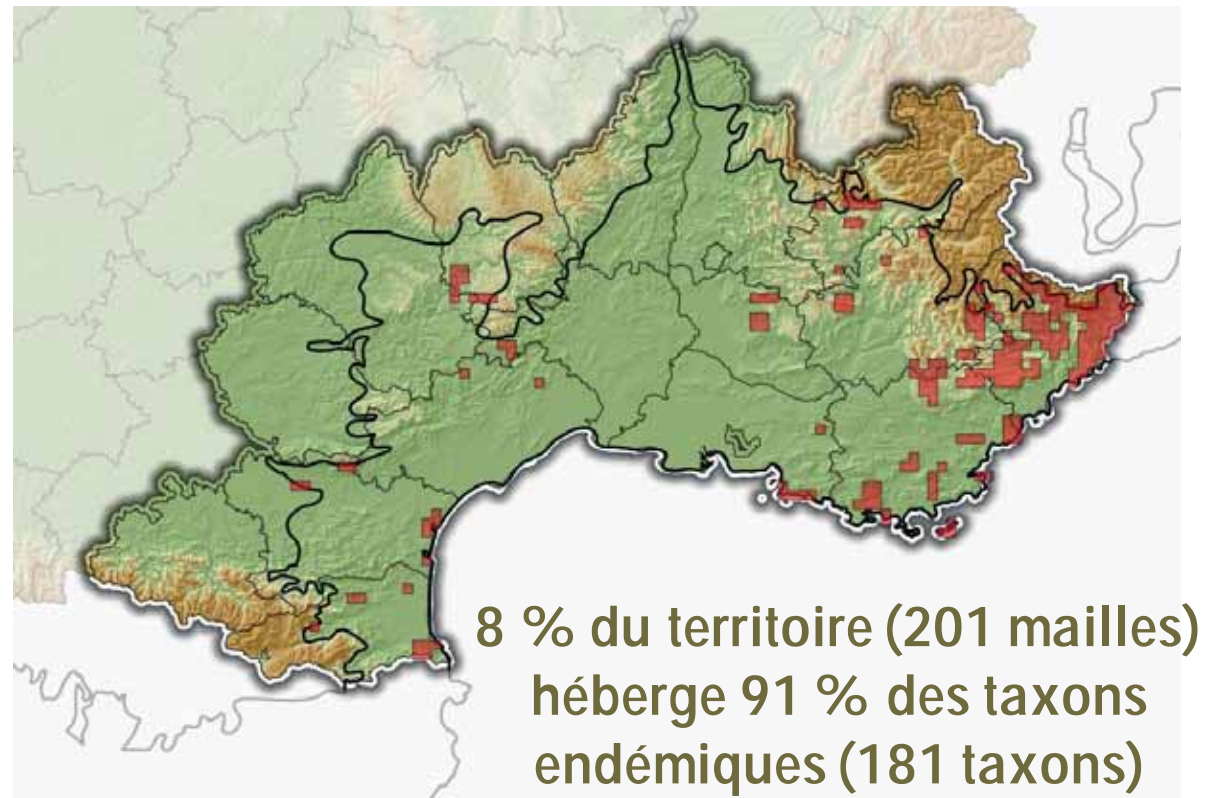 8 % du territoire (201 mailles)
héberge 91 % des taxons
endémiques (181 taxons)